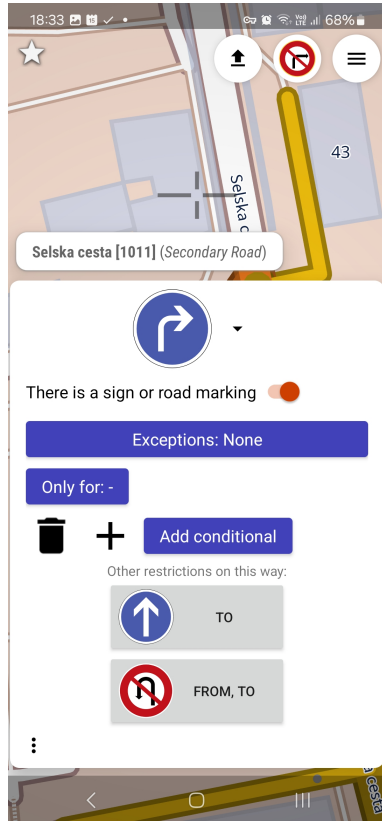 18:33
68%
43
Selska c
Selska cesta [1011] (Secondary Road)
There is a sign or road marking
Exceptions: None
Only for: -
Add conditional
Other restrictions on this way:
TO
FROM, TO
a cesta